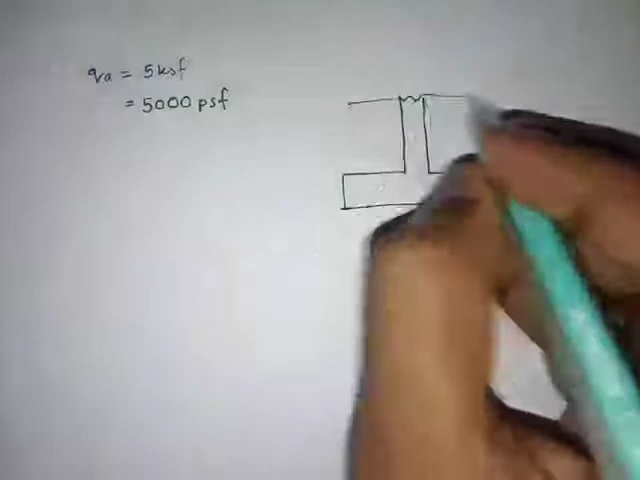 qa = 5ksf
= 5000 psf